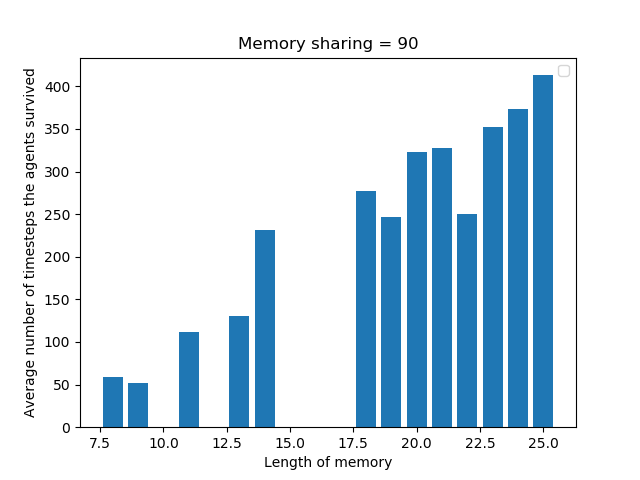 Memory sharing = 90
Average number of timesteps the agents survived
400
350
300
250
200
150
100
50
0
7.5 10.0 12.5 15.0 17.5 20.0 22.5 25.0
Length of memory